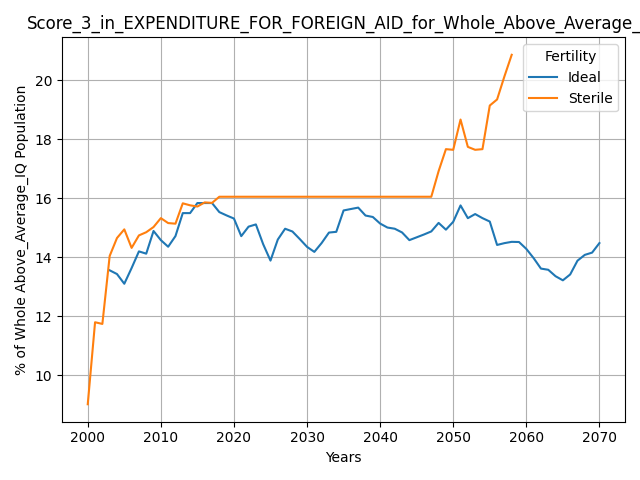 Score_3_in_EXPENDITURE_FOR_FOREIGN_AID_for_Whole_Above_Average_
Fertility
Ideal
Sterile
% of Whole Above_Average_IQ Population
20
18
16
14
12
10
2000 2010 2020 2030 2040 2050 2060 2070
Years